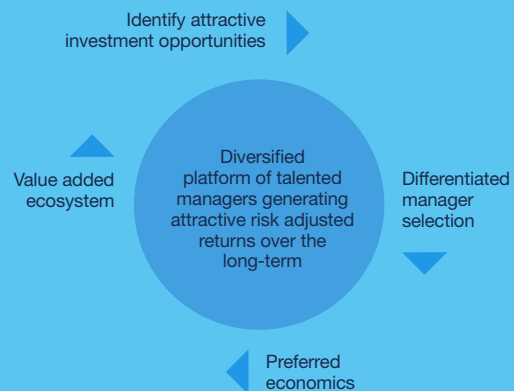 Identify attractive
investment opportunities
Differentiated
manager
selection
Preferred
economics
Value added
ecosystem
Diversified
platform of talented
managers generating
attractive risk adjusted
returns over the
long-term